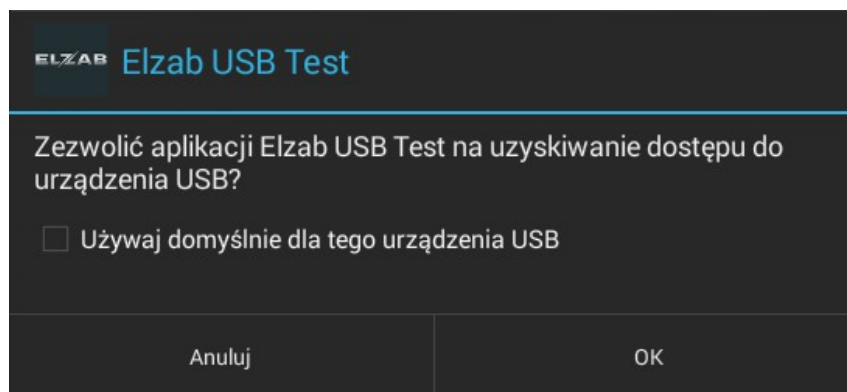 ELZAB Elzab USB Test
Zezwolić aplikacji Elzab USB Test na uzyskiwanie dostępu do
urządzenia USB?
Używaj domyślnie dla tego urządzenia USB
Anuluj OK